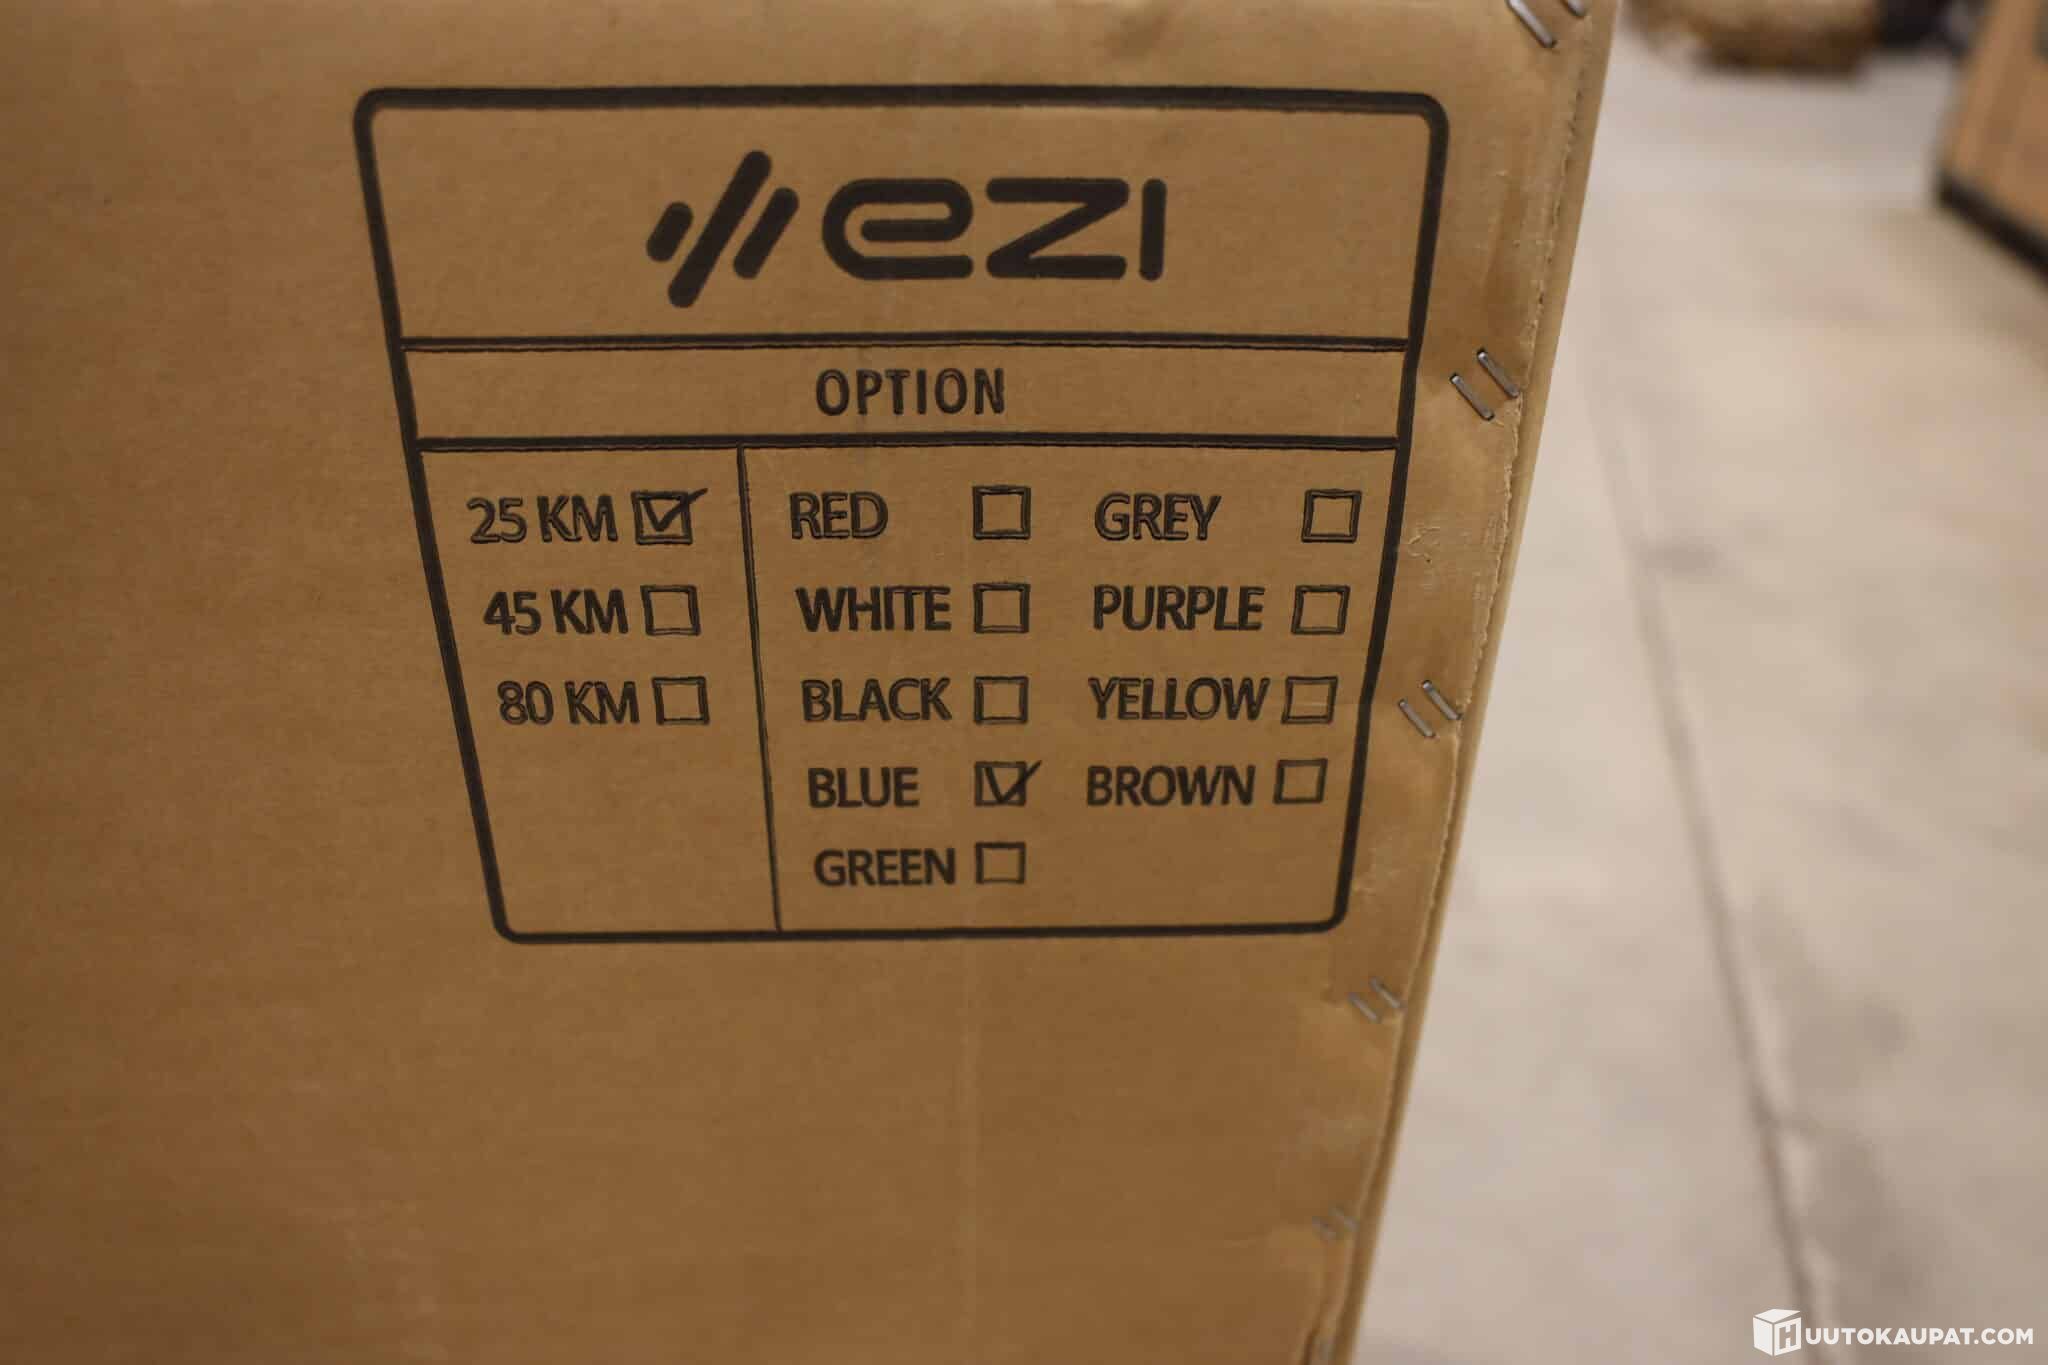 ezi
OPTION
25 KM ☑
45 KM ☐
80 KM ☐
RED ☐ GREY ☐
WHITE ☐ PURPLE ☐
BLACK ☐ YELLOW ☐
BLUE ☑ BROWN ☐
GREEN ☐
HUUTOKAUPAT.COM